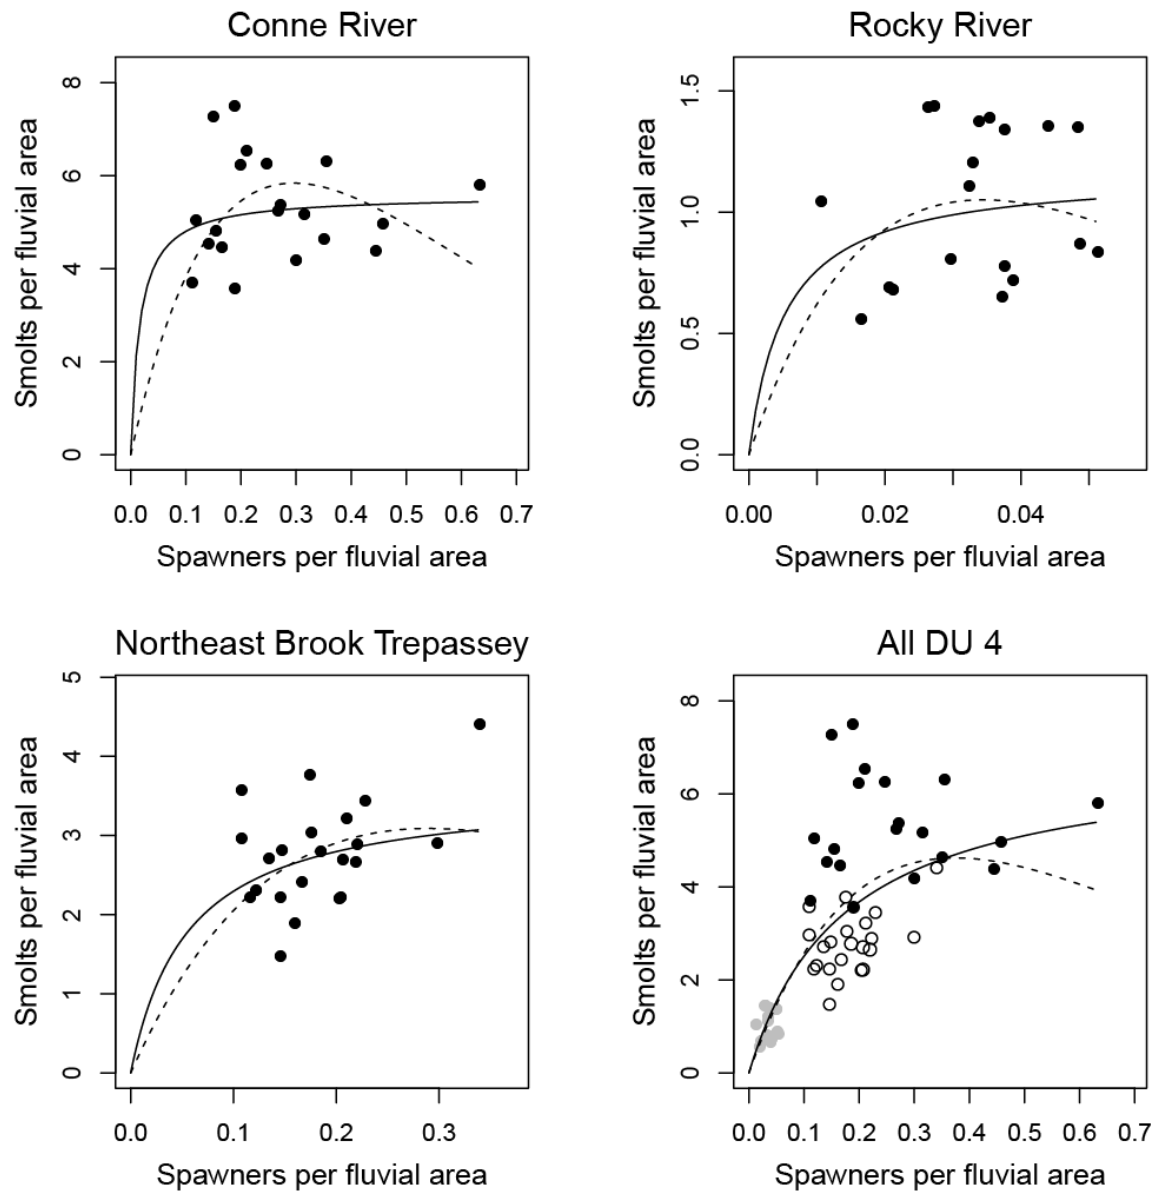 Conne River
Smolts per fluvial area
8
6
4
2
0
0.0 0.1 0.2 0.3 0.4 0.5 0.6 0.7
Spawners per fluvial area
Rocky River
Smolts per fluvial area
1.5
1.0
0.5
0.0
0.00 0.02 0.04
Spawners per fluvial area
Northeast Brook Trepassey
Smolts per fluvial area
5
4
3
2
1
0
0.0 0.1 0.2 0.3
Spawners per fluvial area
All DU 4
Smolts per fluvial area
8
6
4
2
0
0.0 0.1 0.2 0.3 0.4 0.5 0.6 0.7
Spawners per fluvial area